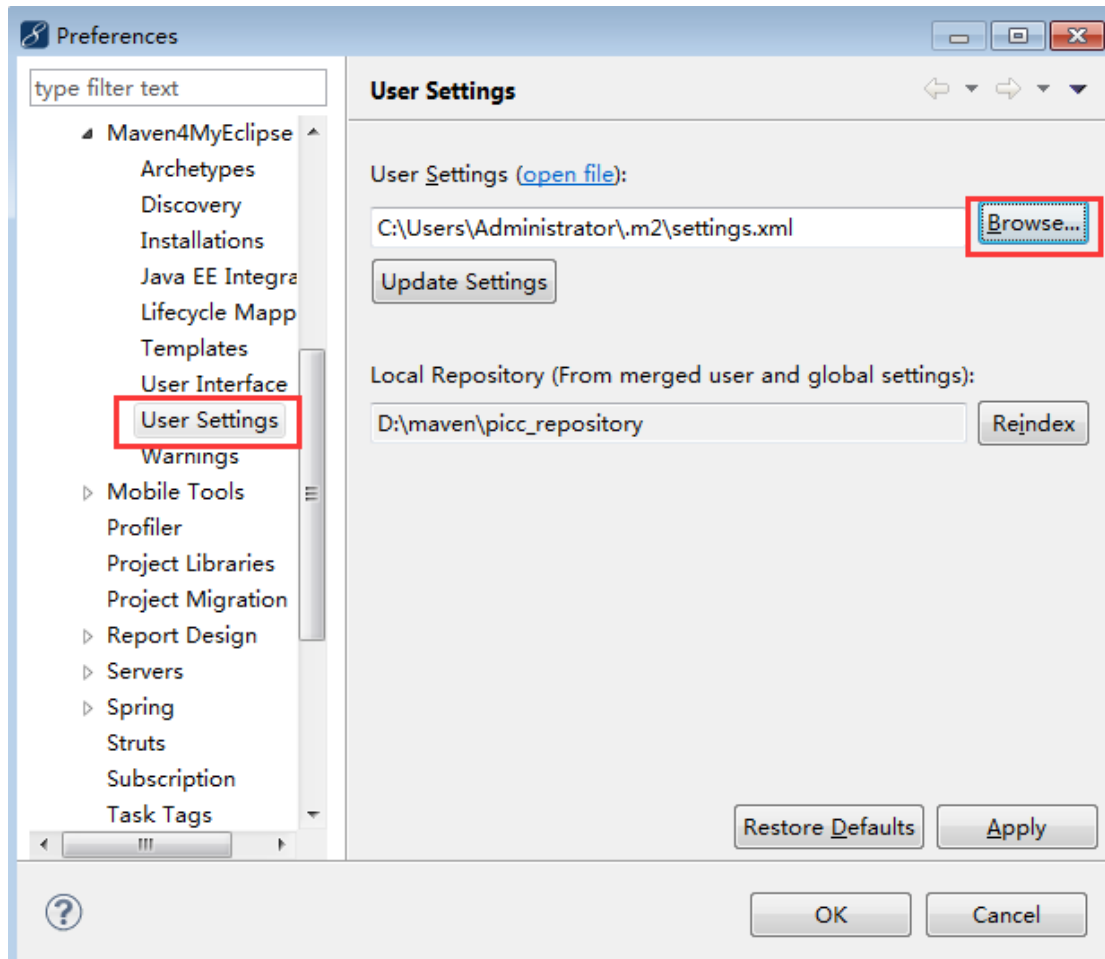 Preferences
type filter text
Maven4MyEclipse
Archetypes
Discovery
Installations
Java EE Integra
Lifecycle Mapp
Templates
User Interface
User Settings
Warnings
Mobile Tools
Profiler
Project Libraries
Project Migration
Report Design
Servers
Spring
Struts
Subscription
Task Tags
User Settings
User Settings (open file):
C:\Users\Administrator\.m2\settings.xml
Browse...
Update Settings
Local Repository (From merged user and global settings):
D:\maven\picc_repository
Reindex
Restore Defaults
Apply
?
OK
Cancel